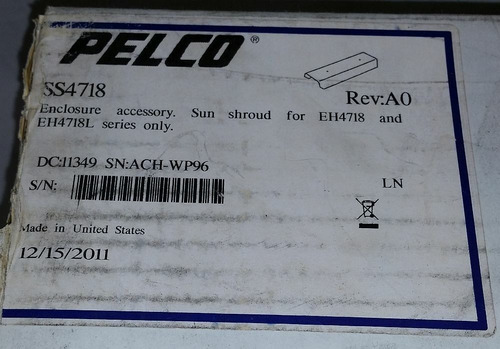 PELCO®
SS4718
Rev:A0
Enclosure accessory. Sun shroud for EH4718 and
EH4718L series only.
DC:11349 SN:ACH-WP96
S/N:
LN
Made in United States
12/15/2011